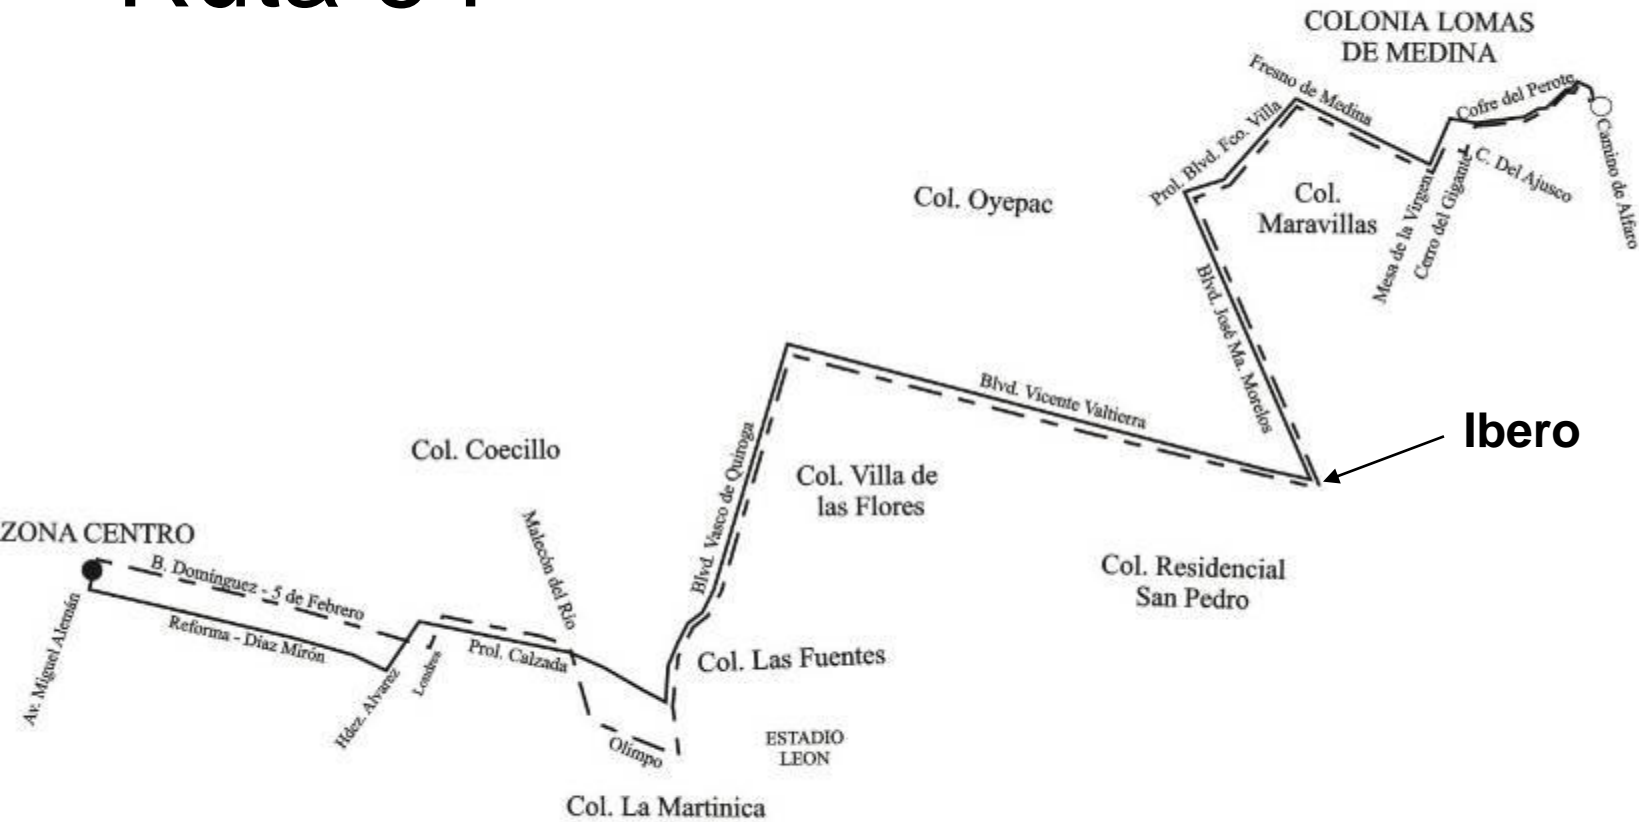 COLONIA LOMAS
DE MEDINA
Fresno de Medina
Cofre del Perote
Prol. Blvd. Fco. Villa
Camino de Alfaro
C. Del Ajusco
Col. Oyepac
Col.
Maravillas
Mesa de la Virgen
Cerro del Gigante
Blvd. José Ma. Morelos
Blvd. Vicente Valtierra
Ibero
Col. Coecillo
Blvd. Vasco de Quiroga
Col. Villa de
las Flores
ZONA CENTRO
Malecón del Río
B. Domínguez - 5 de Febrero
Col. Residencial
San Pedro
Av. Miguel Alemán
Reforma - Díaz Mirón
Hdez. Alvarez
Londres
Prol. Calzada
Col. Las Fuentes
Olimpo
ESTADIO
LEON
Col. La Martinica